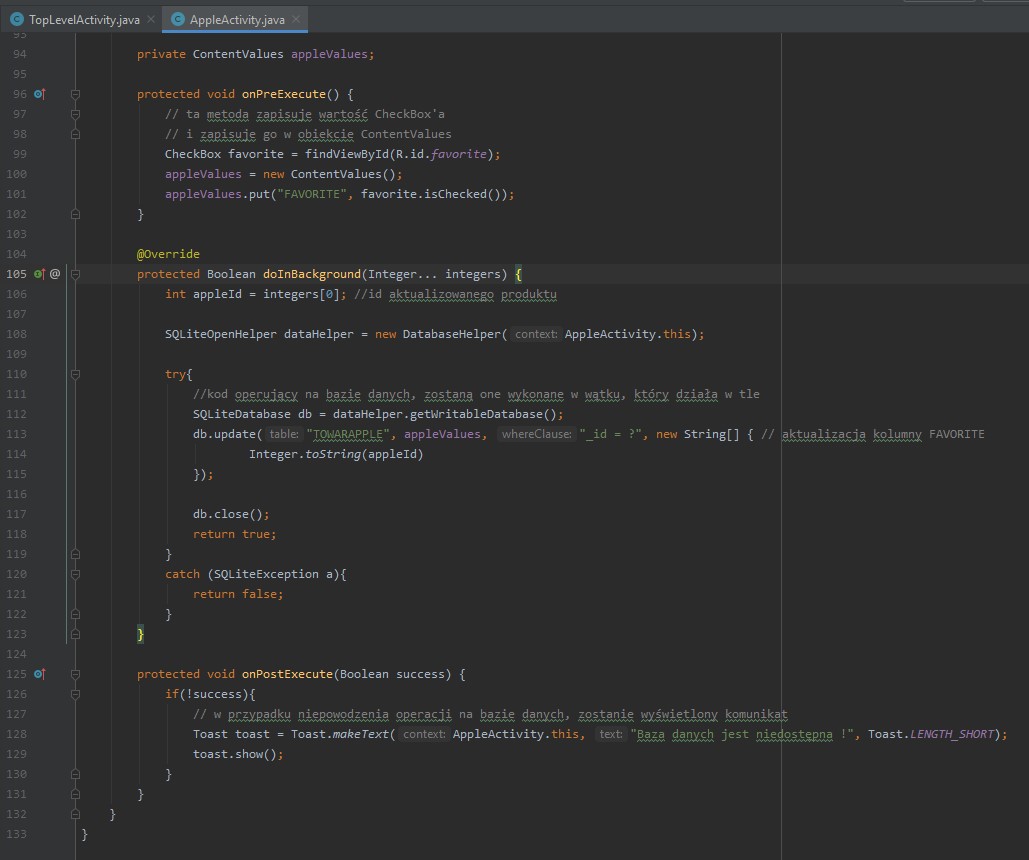 TopLevelActivity.java AppleActivity.java
93
94 private ContentValues appleValues;
95
96 protected void onPreExecute() {
97 // ta metoda zapisuje wartość CheckBox'a
98 // i zapisuje go w obiekcie ContentValues
99 CheckBox favorite = findViewById(R.id.favorite);
100 appleValues = new ContentValues();
101 appleValues.put("FAVORITE", favorite.isChecked());
102 }
103
104 @Override
105 @ protected Boolean doInBackground(Integer... integers) {
106 int appleId = integers[0]; //id aktualizowanego produktu
107
108 SQLiteOpenHelper dataHelper = new DatabaseHelper( context: AppleActivity.this);
109
110 try{
111 //kod operujący na bazie danych, zostaną one wykonane w wątku, który działa w tle
112 SQLiteDatabase db = dataHelper.getWritableDatabase();
113 db.update( table: "TOWARAPPLE", appleValues, whereClause: "_id = ?", new String[] { // aktualizacja kolumny FAVORITE
114 Integer.toString(appleId)
115 });
116
117 db.close();
118 return true;
119 }
120 catch (SQLiteException a){
121 return false;
122 }
123 }
124
125 protected void onPostExecute(Boolean success) {
126 if(!success){
127 // w przypadku niepowodzenia operacji na bazie danych, zostanie wyświetlony komunikat
128 Toast toast = Toast.makeText( context: AppleActivity.this, text: "Baza danych jest niedostępna !", Toast.LENGTH_SHORT);
129 toast.show();
130 }
131 }
132 }
133 }